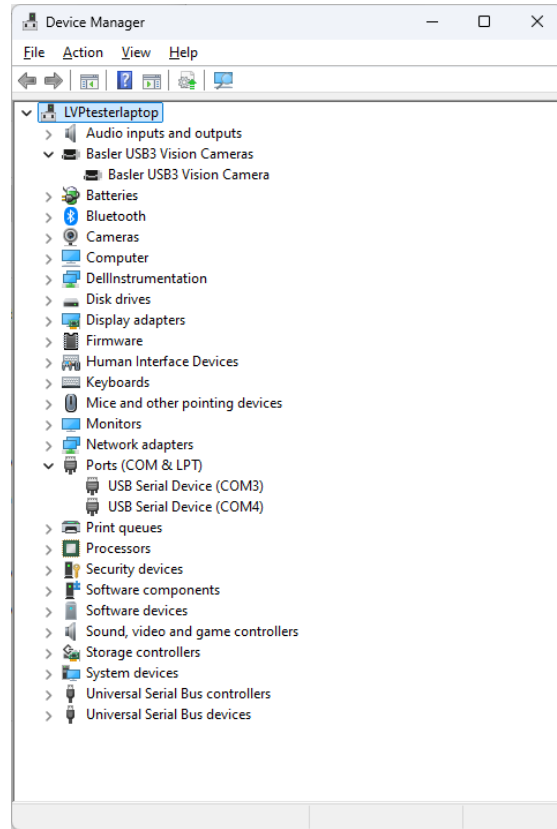 Device Manager
File Action View Help
LVPtesterlaptop
Audio inputs and outputs
Basler USB3 Vision Cameras
Basler USB3 Vision Camera
Batteries
Bluetooth
Cameras
Computer
DellInstrumentation
Disk drives
Display adapters
Firmware
Human Interface Devices
Keyboards
Mice and other pointing devices
Monitors
Network adapters
Ports (COM & LPT)
USB Serial Device (COM3)
USB Serial Device (COM4)
Print queues
Processors
Security devices
Software components
Software devices
Sound, video and game controllers
Storage controllers
System devices
Universal Serial Bus controllers
Universal Serial Bus devices